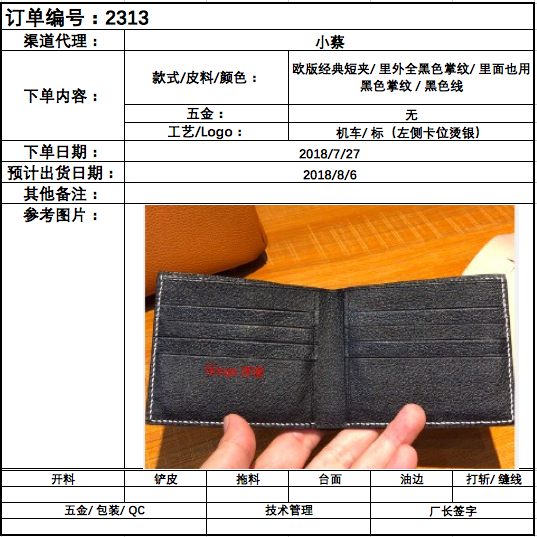 订单编号：2313
渠道代理：
小蔡
下单内容：
款式/皮料/颜色：
欧版经典短夹/ 里外全黑色掌纹/ 里面也用
黑色掌纹 / 黑色线
五金：
无
工艺/Logo：
机车/ 标（左侧卡位烫银）
下单日期：
2018/7/27
预计出货日期：
2018/8/6
其他备注：
参考图片：
开料
铲皮
拖料
台面
油边
打斩/ 缝线
五金/ 包装/ QC
技术管理
厂长签字